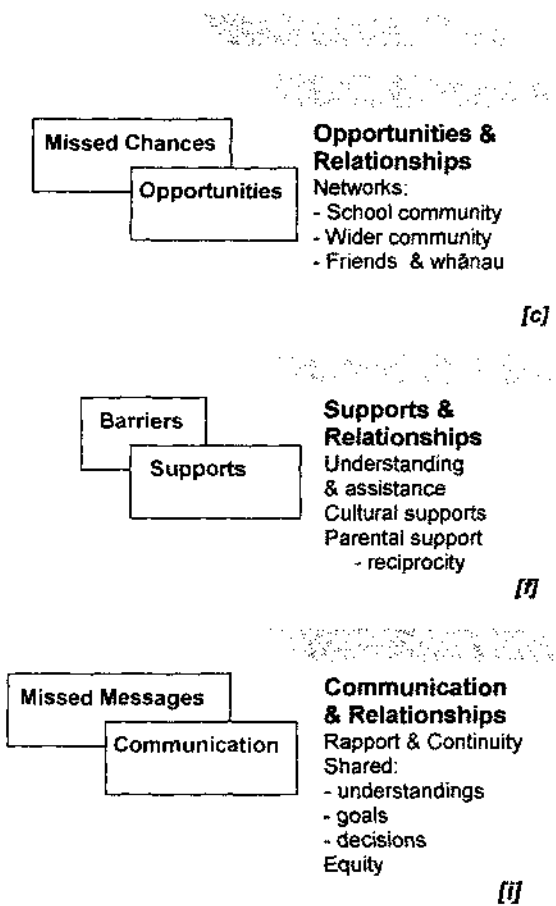 Missed Chances
Opportunities
Opportunities &
Relationships
Networks:
- School community
- Wider community
- Friends & whānau
[c]
Barriers
Supports
Supports &
Relationships
Understanding
& assistance
Cultural supports
Parental support
- reciprocity
[f]
Missed Messages
Communication
Communication
& Relationships
Rapport & Continuity
Shared:
- understandings
- goals
- decisions
Equity
[i]